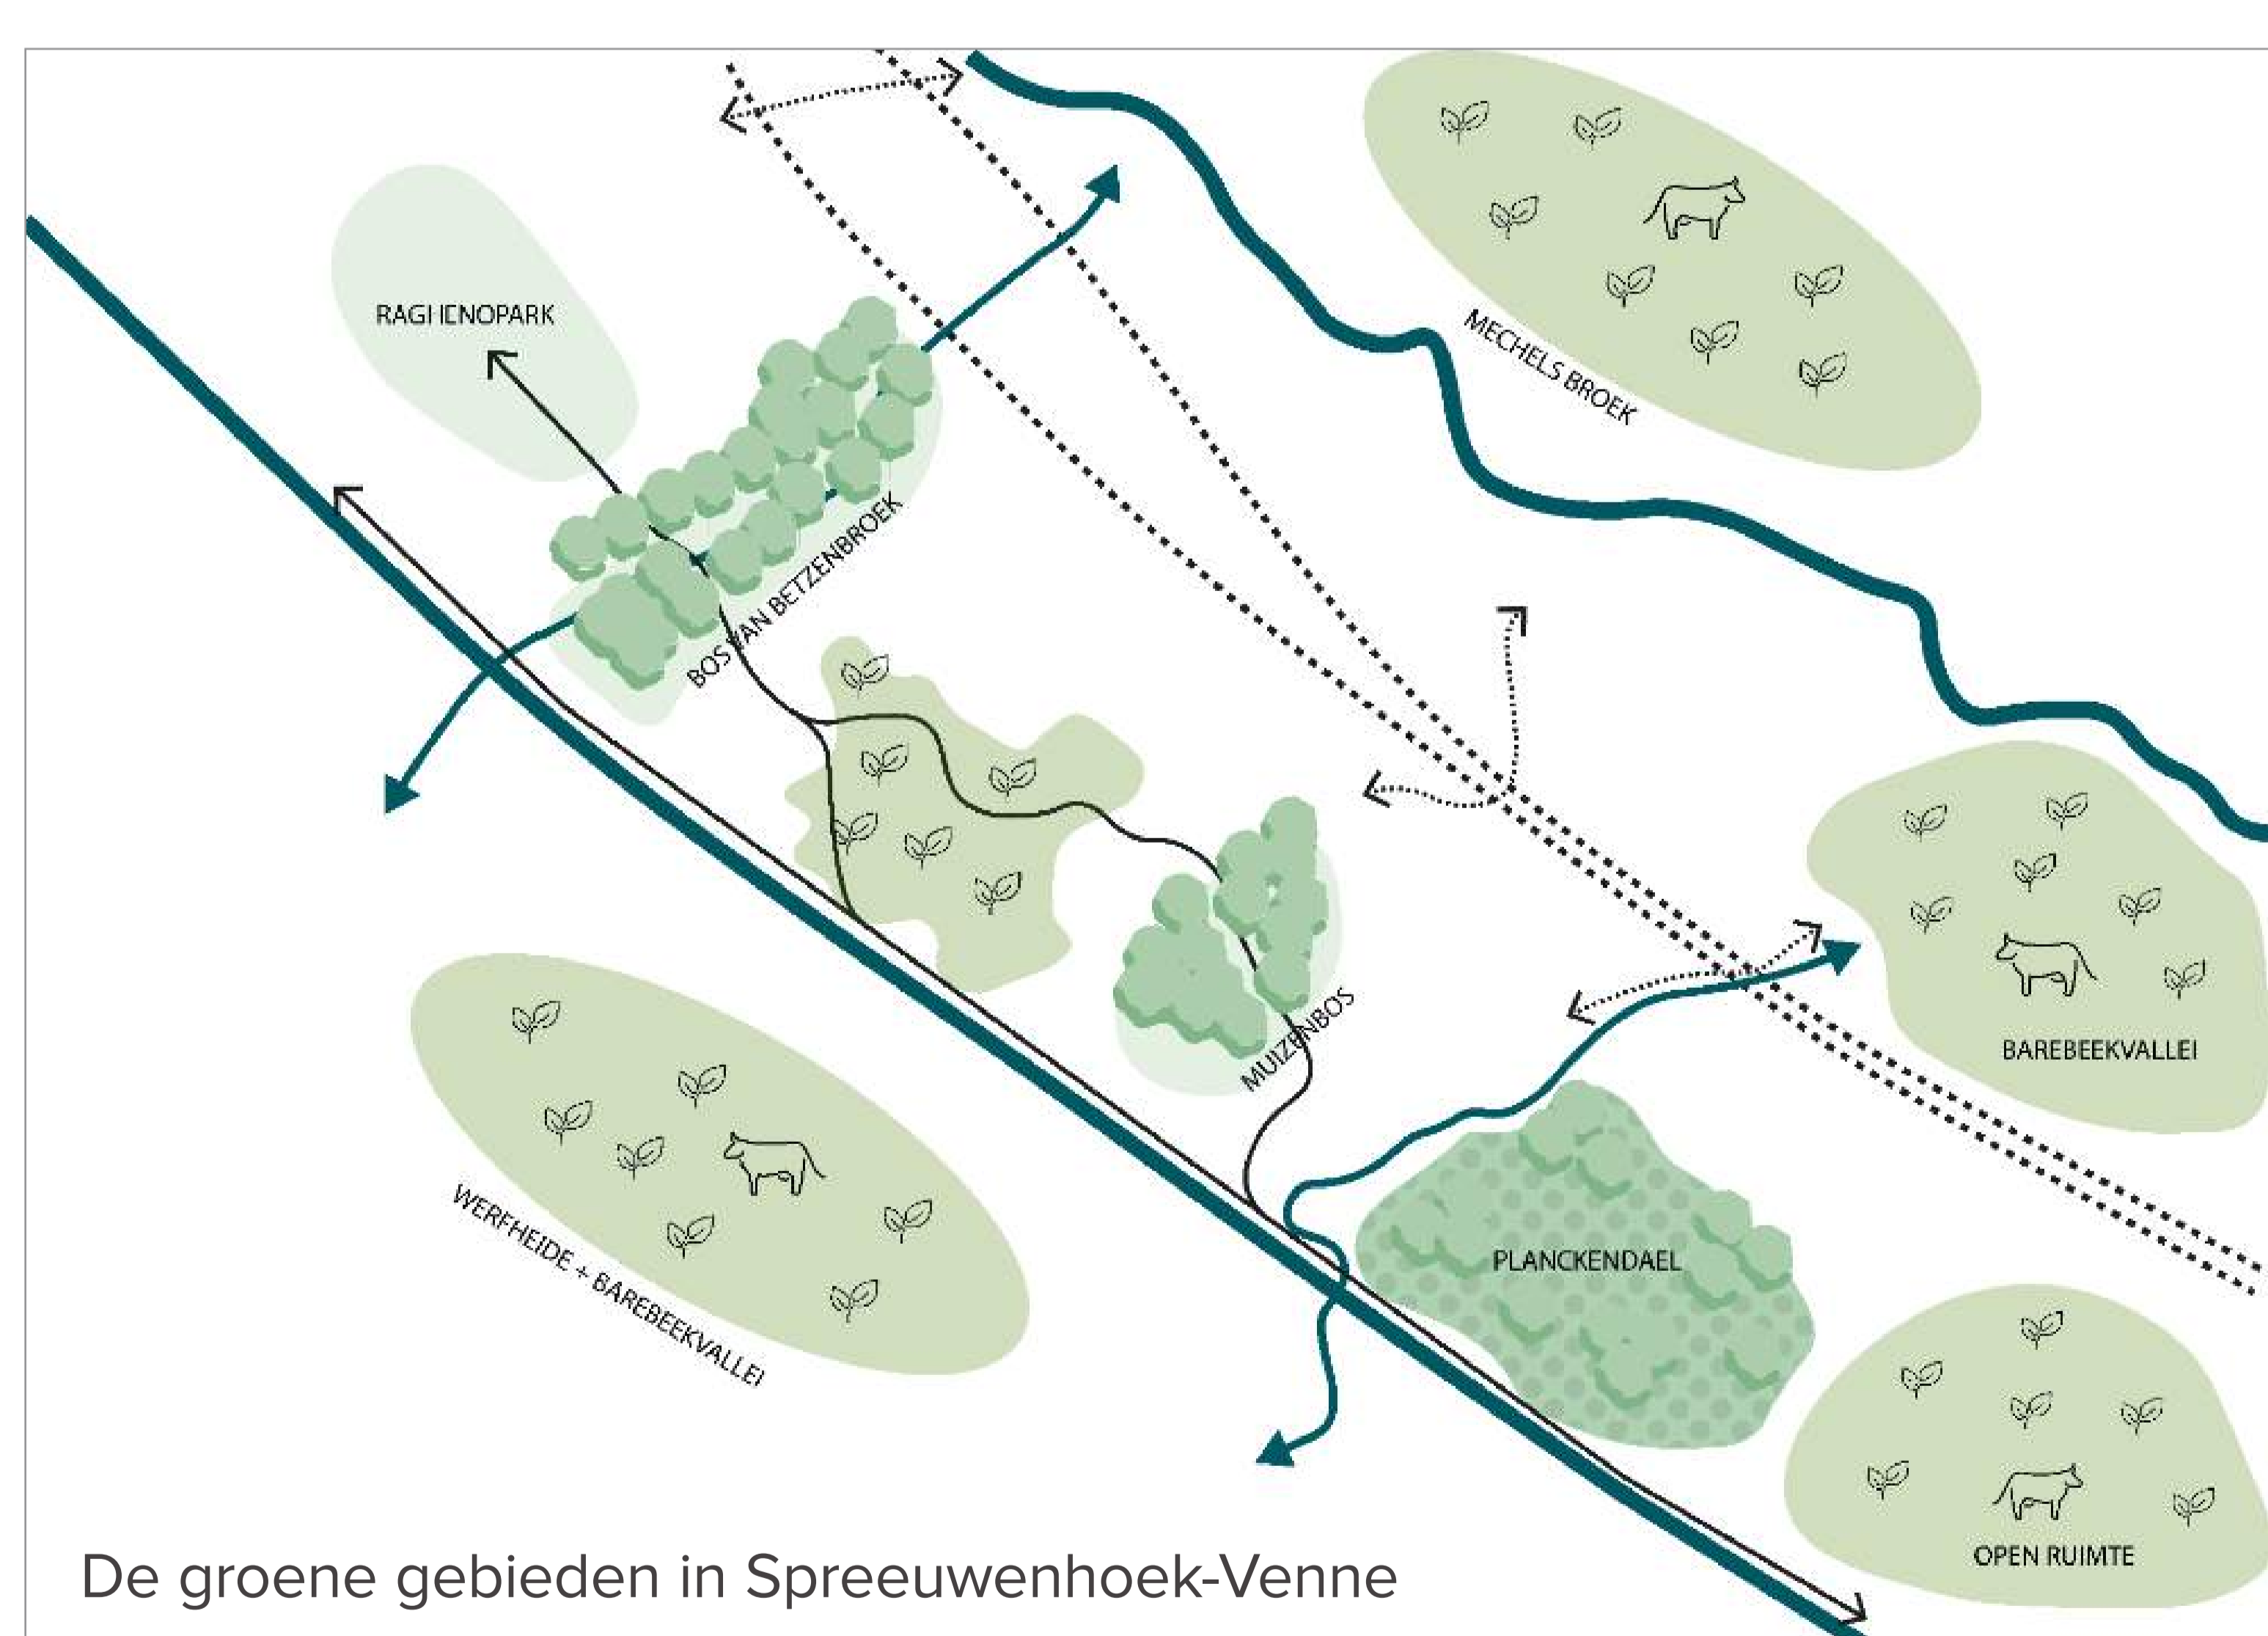 RAGHENOPARK
MECHELS BROEK
BOS VAN BETZENBROEK
MUIZENBOS
BAREBEEKVALLEI
WERFHEIDE + BAREBEEKVALLEI
PLANCKENDAEL
OPEN RUIMTE
De groene gebieden in Spreeuwenhoek-Venne